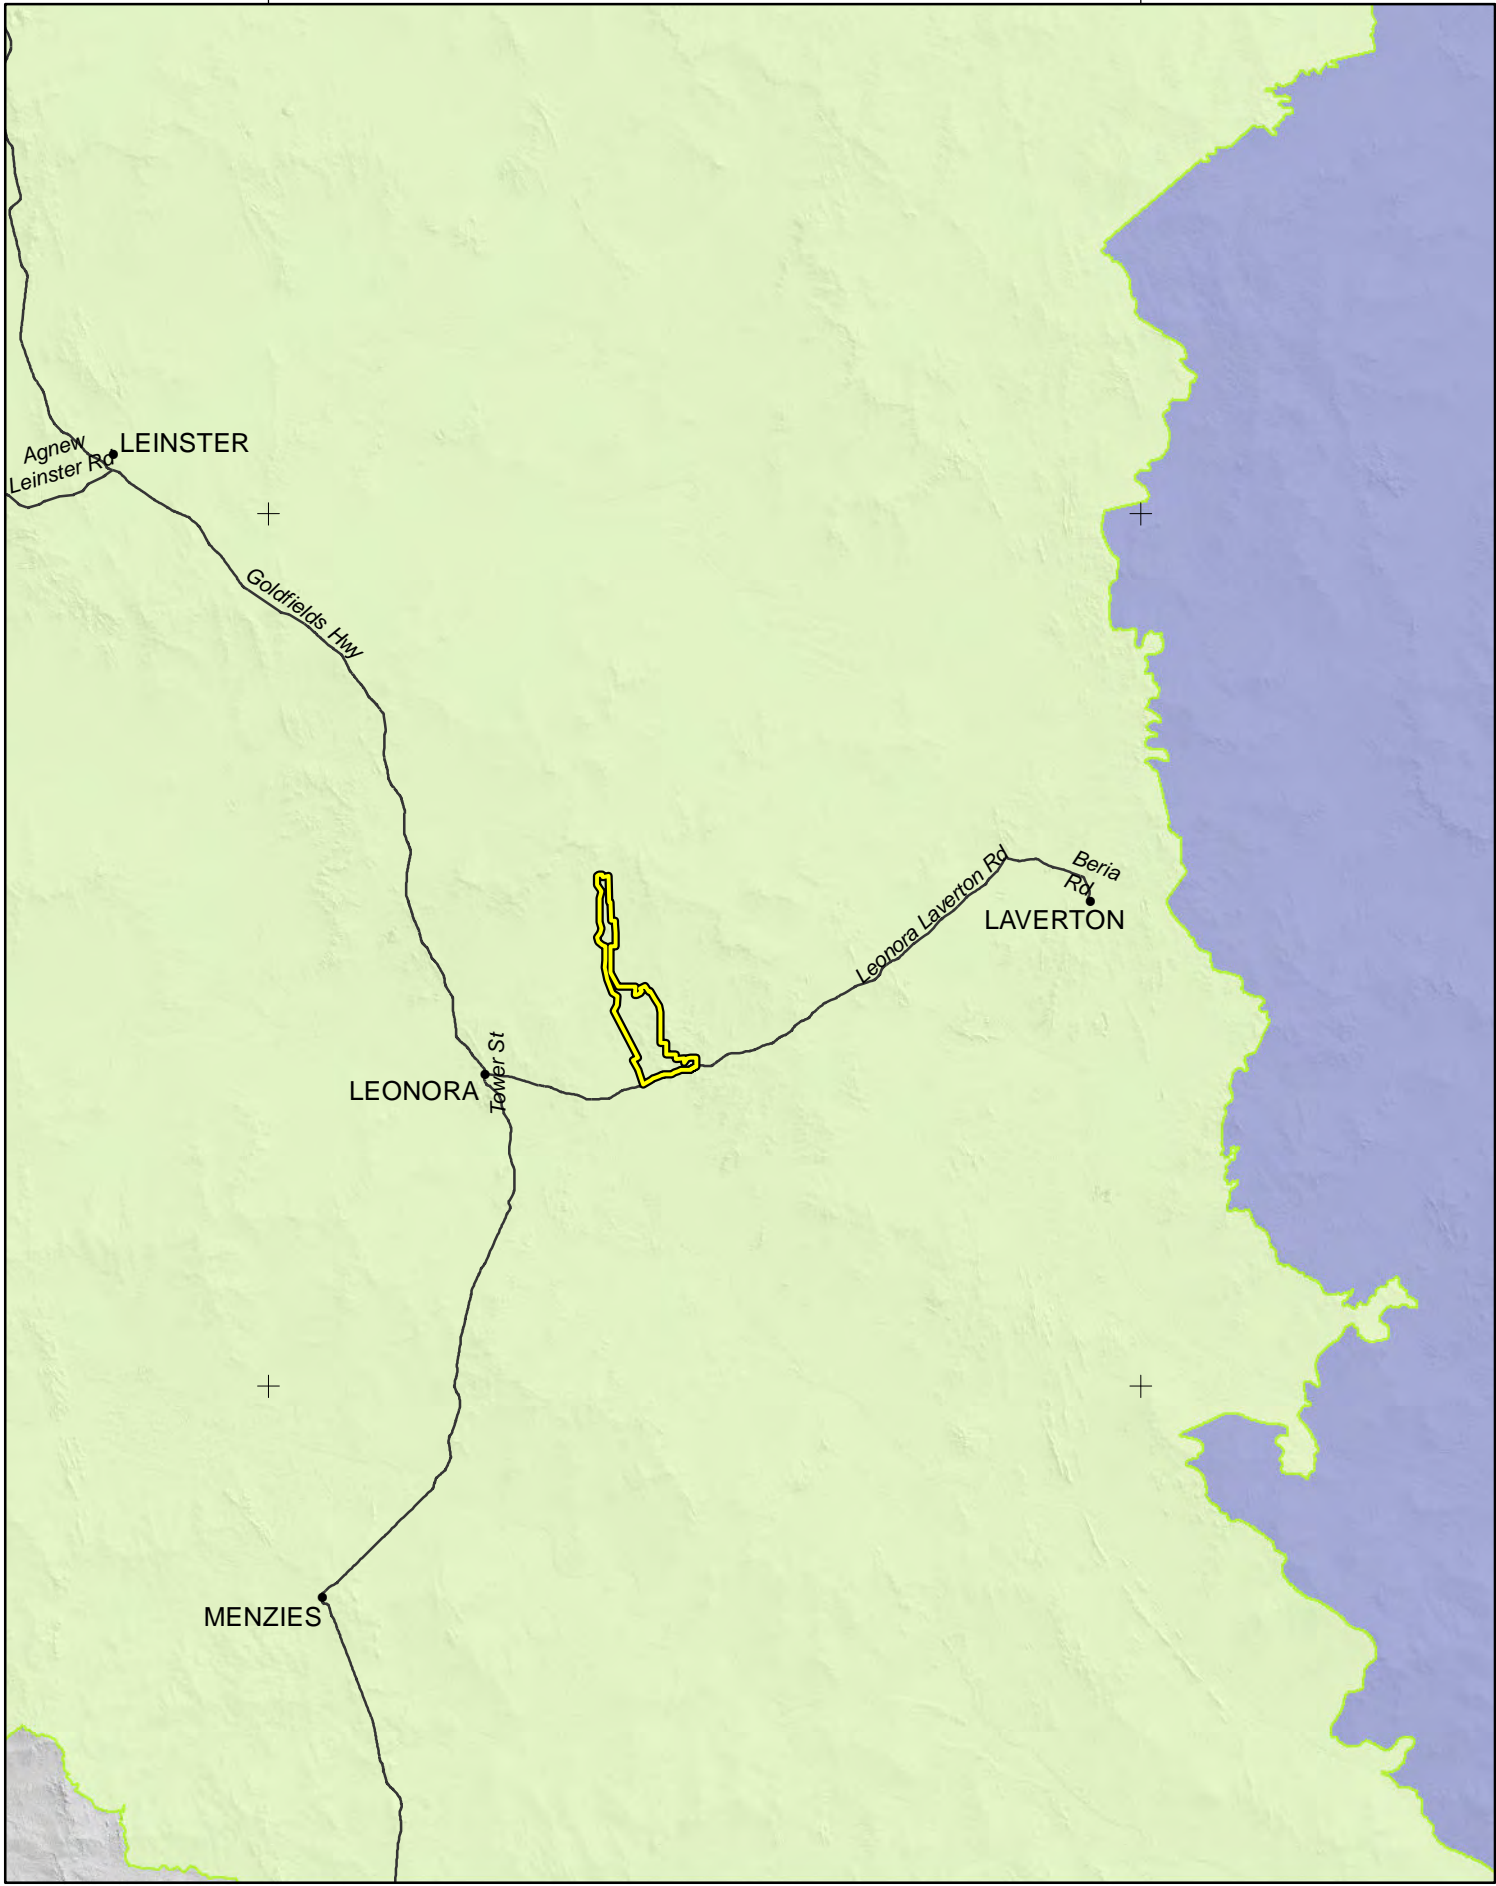 LEINSTER
Agnew
Leinster Rd
Goldfields Hwy
Leonora Laverton Rd
Beria
Rd
LAVERTON
Tower St
LEONORA
MENZIES